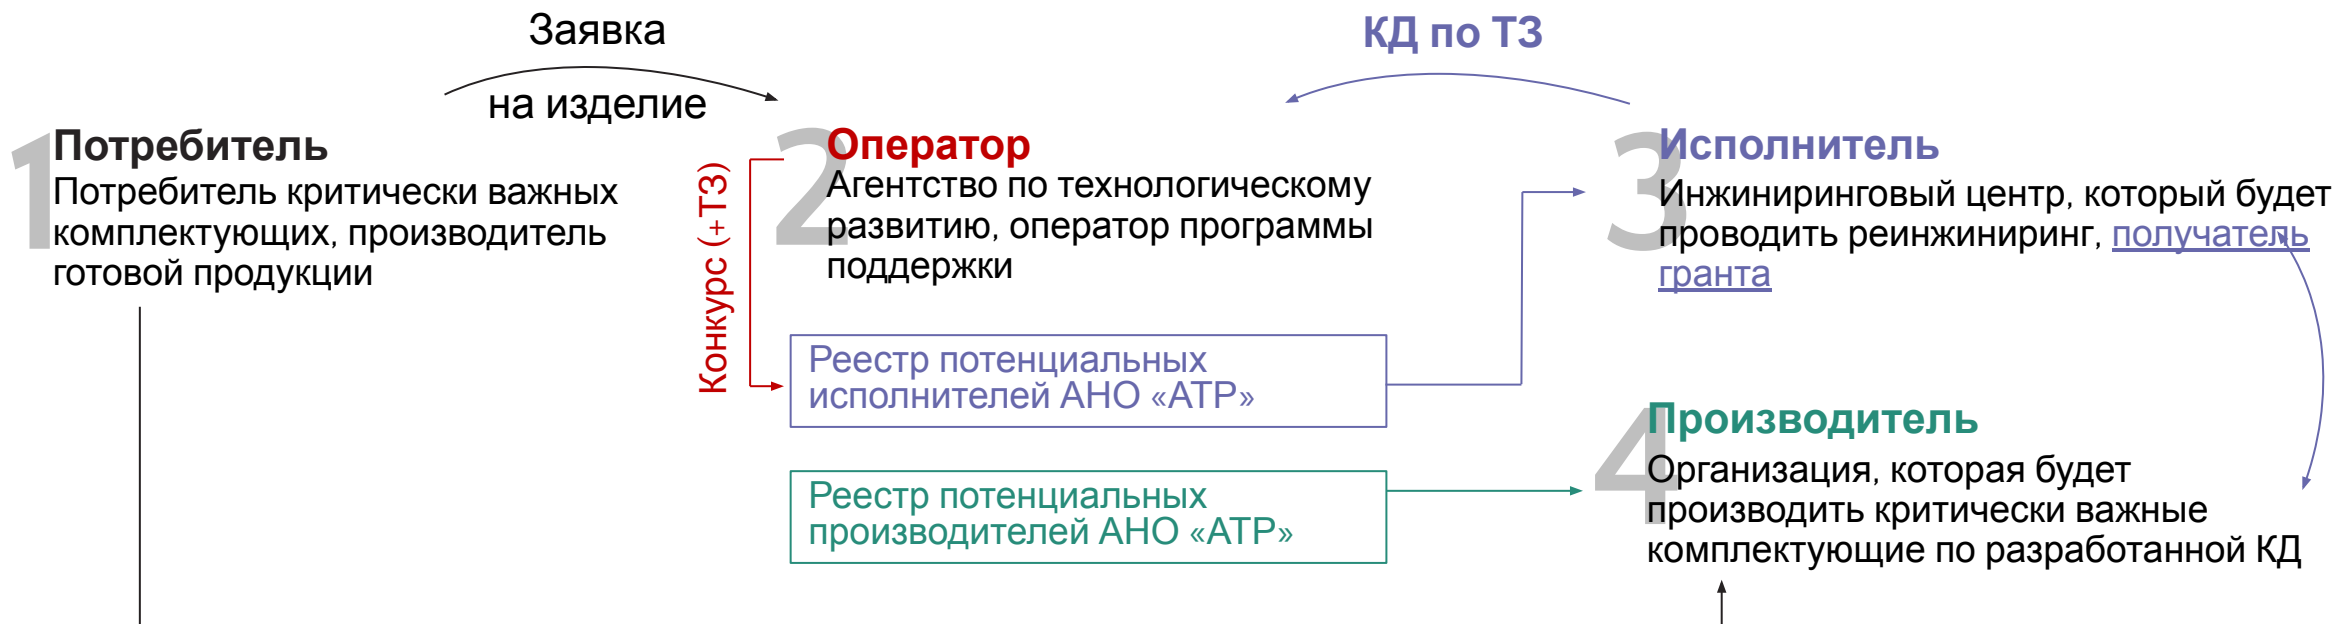 Заявка
на изделие
КД по ТЗ
1
Потребитель
Потребитель критически важных
комплектующих, производитель
готовой продукции
Конкурс (+ТЗ)
2
Оператор
Агентство по технологическому
развитию, оператор программы
поддержки
Реестр потенциальных
исполнителей АНО «АТР»
Реестр потенциальных
производителей АНО «АТР»
3
Исполнитель
Инжиниринговый центр, который будет
проводить реинжиниринг, получатель
гранта
4
Производитель
Организация, которая будет
производить критически важные
комплектующие по разработанной КД